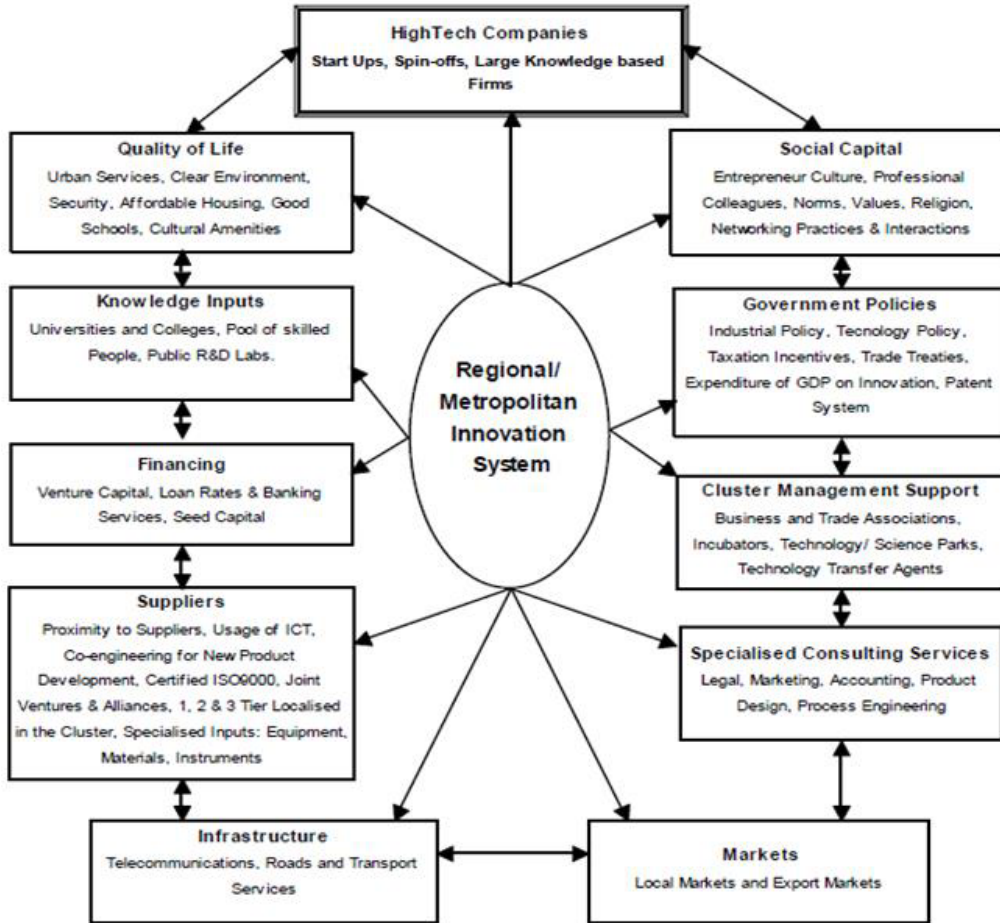 HighTech Companies
Start Ups, Spin-offs, Large Knowledge based
Firms
Quality of Life
Urban Services, Clear Environment,
Security, Affordable Housing, Good
Schools, Cultural Amenities
Social Capital
Entrepreneur Culture, Professional
Colleagues, Norms, Values, Religion,
Networking Practices & Interactions
Knowledge Inputs
Universities and Colleges, Pool of skilled
People, Public R&D Labs.
Government Policies
Industrial Policy, Tecnology Policy,
Taxation Incentives, Trade Treaties,
Expenditure of GDP on Innovation, Patent
System
Regional/
Metropolitan
Innovation
System
Financing
Venture Capital, Loan Rates & Banking
Services, Seed Capital
Cluster Management Support
Business and Trade Associations,
Incubators, Technology/ Science Parks,
Technology Transfer Agents
Suppliers
Proximity to Suppliers, Usage of ICT,
Co-engineering for New Product
Development, Certified ISO9000, Joint
Ventures & Alliances, 1, 2 & 3 Tier Localised
in the Cluster, Specialised Inputs: Equipment,
Materials, Instruments
Specialised Consulting Services
Legal, Marketing, Accounting, Product
Design, Process Engineering
Infrastructure
Telecommunications, Roads and Transport
Services
Markets
Local Markets and Export Markets